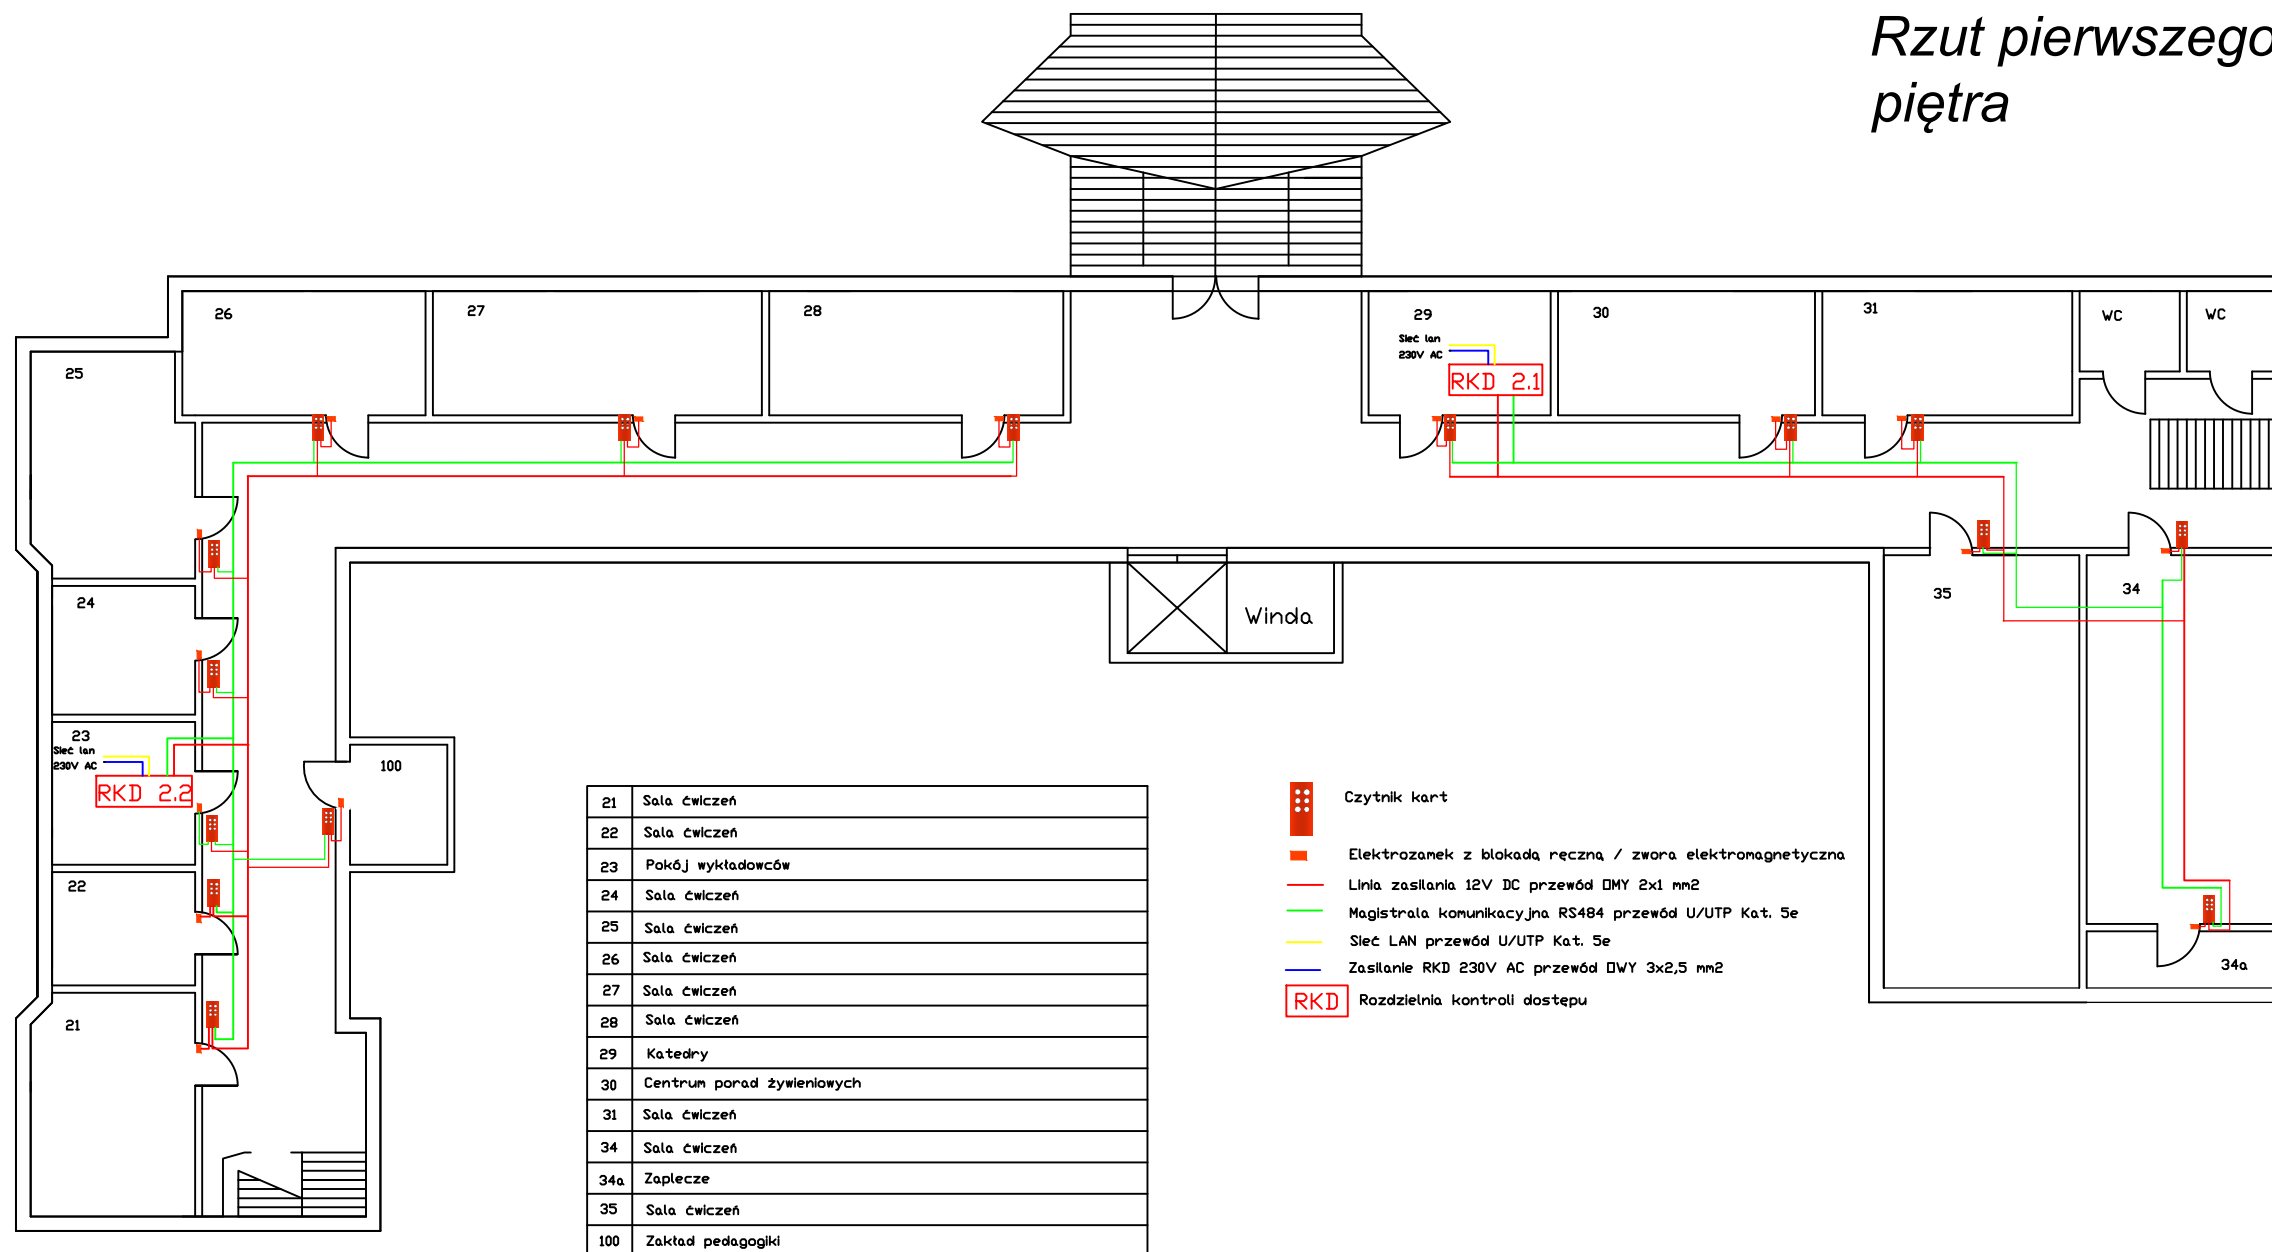 Rzut pierwszego
piętra
26
27
28
29
30
31
WC
WC
Sieć lan
230V AC
RKD 2.1
25
24
23
Sieć lan
230V AC
RKD 2.2
22
21
100
Winda
35
34
34a
21 Sala ćwiczeń
22 Sala ćwiczeń
23 Pokój wykładowców
24 Sala ćwiczeń
25 Sala ćwiczeń
26 Sala ćwiczeń
27 Sala ćwiczeń
28 Sala ćwiczeń
29 Katedry
30 Centrum porad żywieniowych
31 Sala ćwiczeń
34 Sala ćwiczeń
34a Zaplecze
35 Sala ćwiczeń
100 Zakład pedagogiki
Czytnik kart
Elektrozamek z blokadą ręczną / zwora elektromagnetyczna
Linia zasilania 12V DC przewód OMY 2x1 mm2
Magistrala komunikacyjna RS484 przewód U/UTP Kat. 5e
Sieć LAN przewód U/UTP Kat. 5e
Zasilanie RKD 230V AC przewód OWY 3x2,5 mm2
RKD Rozdzielnia kontroli dostępu